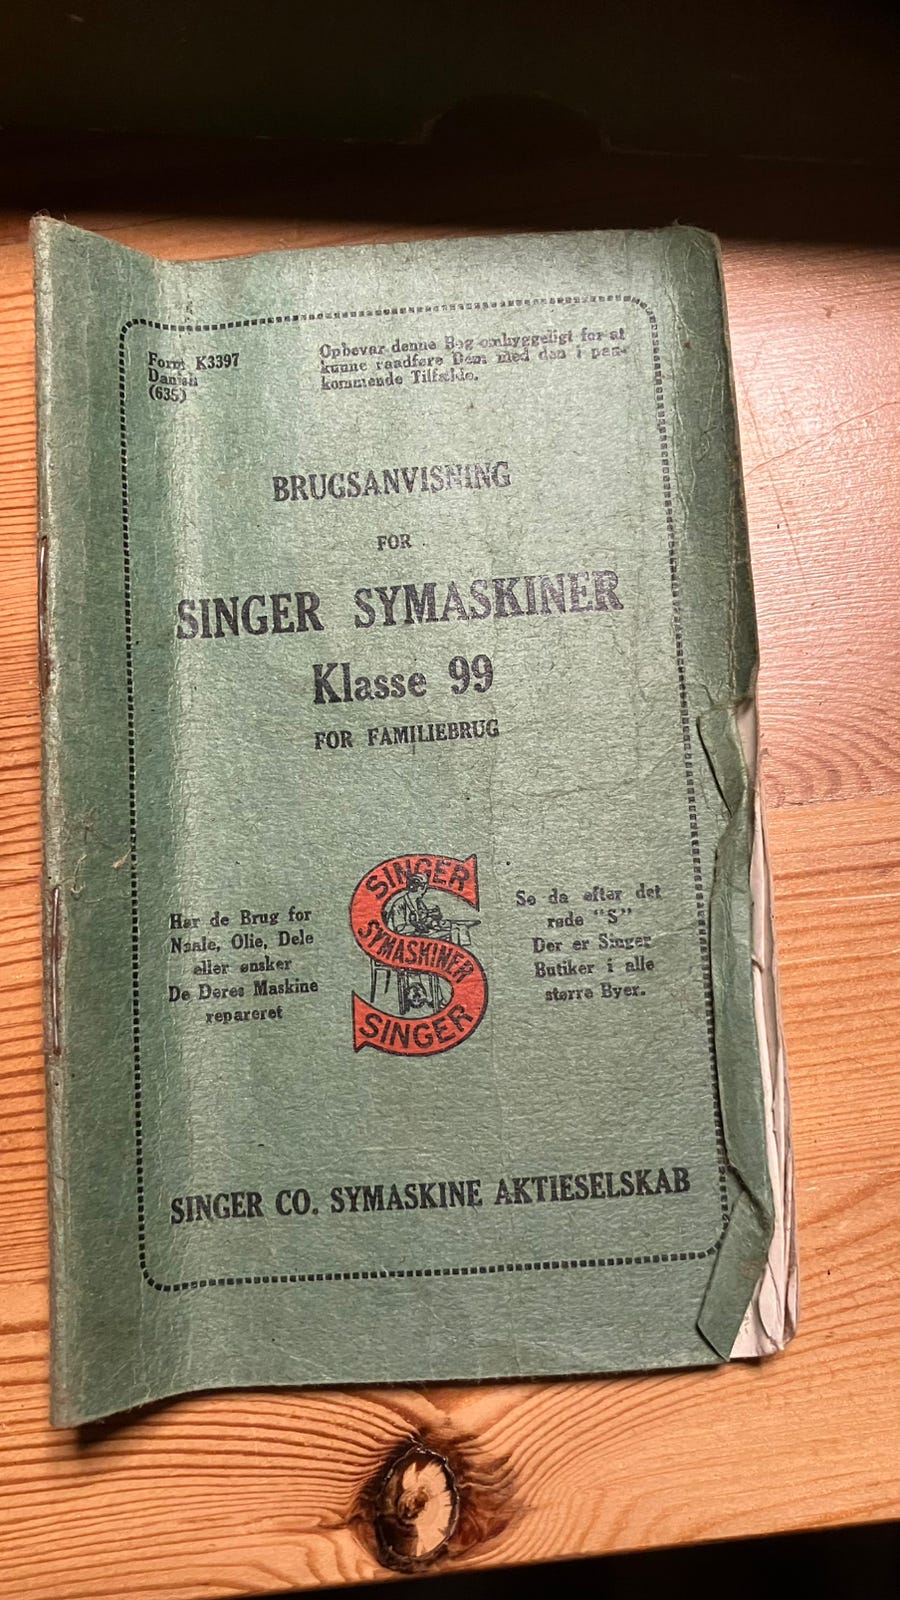 Form K3397
Danish
(635)
Opbevar denne Bog omhyggeligt for at
kunne raadføre Dem med den i paa-
kommende Tilfælde.
BRUGSANVISNING
FOR
SINGER SYMASKINER
Klasse 99
FOR FAMILIEBRUG
Har de Brug for
Naale, Olie, Dele
eller ønsker
De Deres Maskine
repareret
SINGER
SYMASKINER
SINGER
Se da efter det
røde "S"
Der er Singer
Butiker i alle
større Byer.
SINGER CO. SYMASKINE AKTIESELSKAB